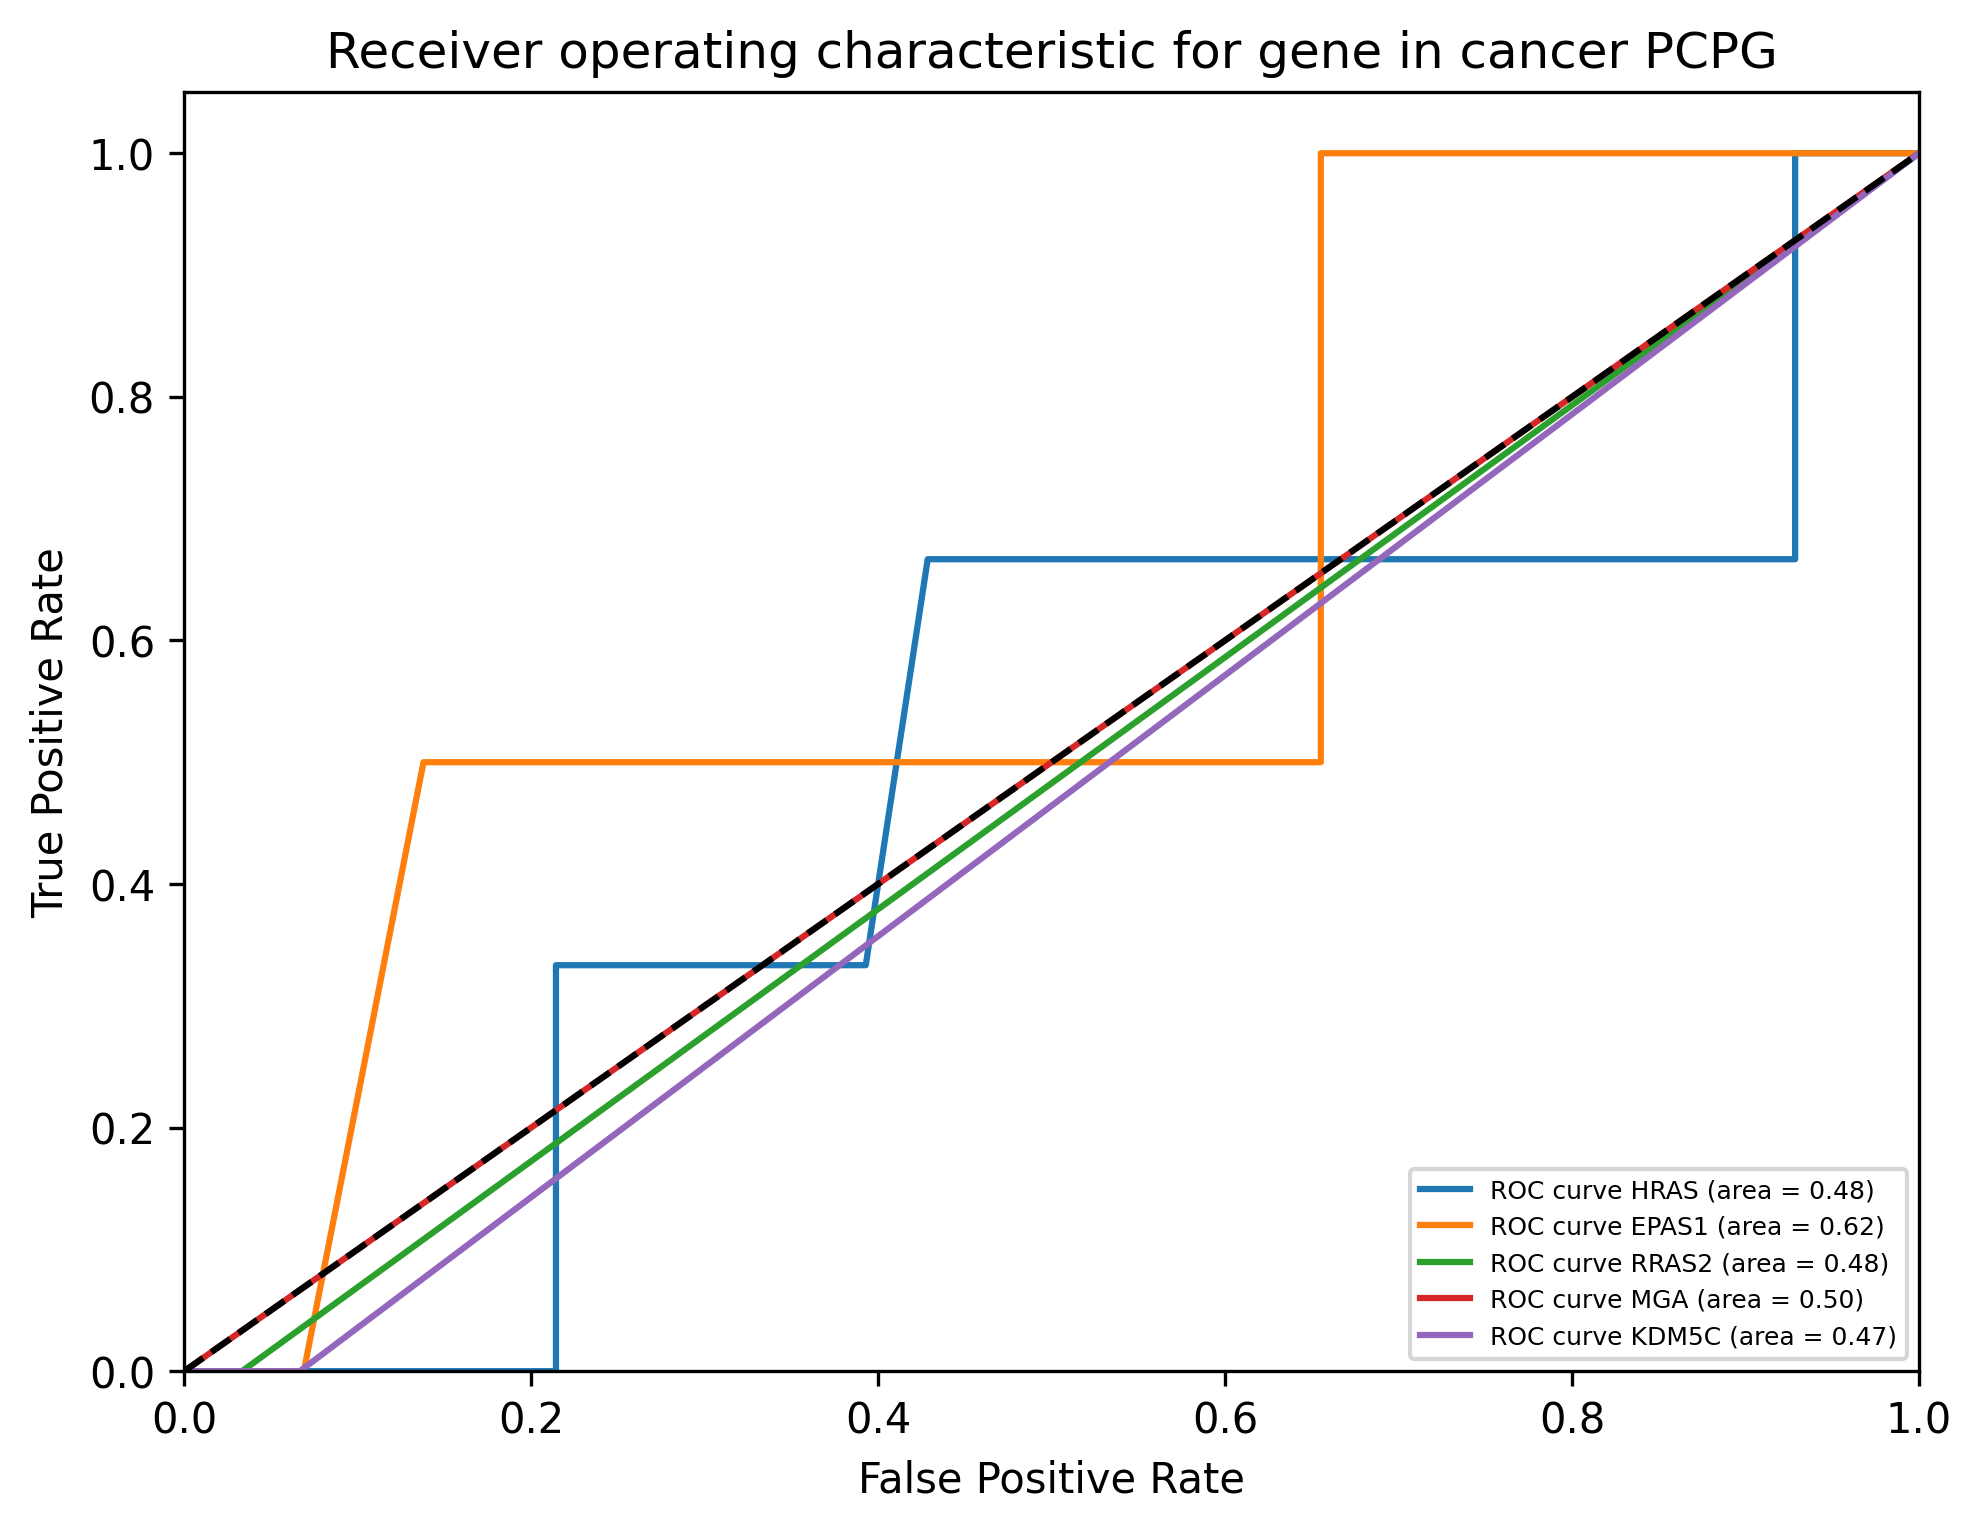 Receiver operating characteristic for gene in cancer PCPG
True Positive Rate
1.0
0.8
0.6
0.4
0.2
0.0
0.0 0.2 0.4 0.6 0.8 1.0
False Positive Rate
ROC curve HRAS (area = 0.48)
ROC curve EPAS1 (area = 0.62)
ROC curve RRAS2 (area = 0.48)
ROC curve MGA (area = 0.50)
ROC curve KDM5C (area = 0.47)